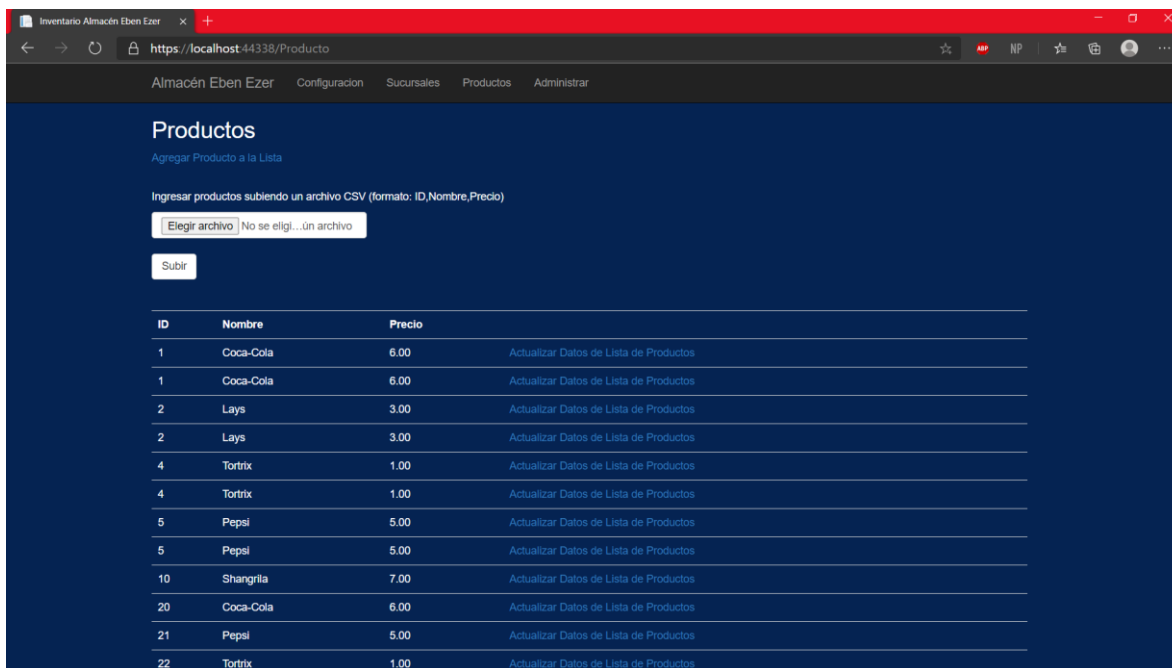 Inventario Almacén Eben Ezer
https://localhost:44338/Producto
ABP NP
Almacén Eben Ezer Configuracion Sucursales Productos Administrar
Productos
Agregar Producto a la Lista
Ingresar productos subiendo un archivo CSV (formato: ID,Nombre,Precio)
Elegir archivo No se eligi…ún archivo
Subir
ID Nombre Precio
1 Coca-Cola 6.00 Actualizar Datos de Lista de Productos
1 Coca-Cola 6.00 Actualizar Datos de Lista de Productos
2 Lays 3.00 Actualizar Datos de Lista de Productos
2 Lays 3.00 Actualizar Datos de Lista de Productos
4 Tortrix 1.00 Actualizar Datos de Lista de Productos
4 Tortrix 1.00 Actualizar Datos de Lista de Productos
5 Pepsi 5.00 Actualizar Datos de Lista de Productos
5 Pepsi 5.00 Actualizar Datos de Lista de Productos
10 Shangrila 7.00 Actualizar Datos de Lista de Productos
20 Coca-Cola 6.00 Actualizar Datos de Lista de Productos
21 Pepsi 5.00 Actualizar Datos de Lista de Productos
22 Tortrix 1.00 Actualizar Datos de Lista de Productos